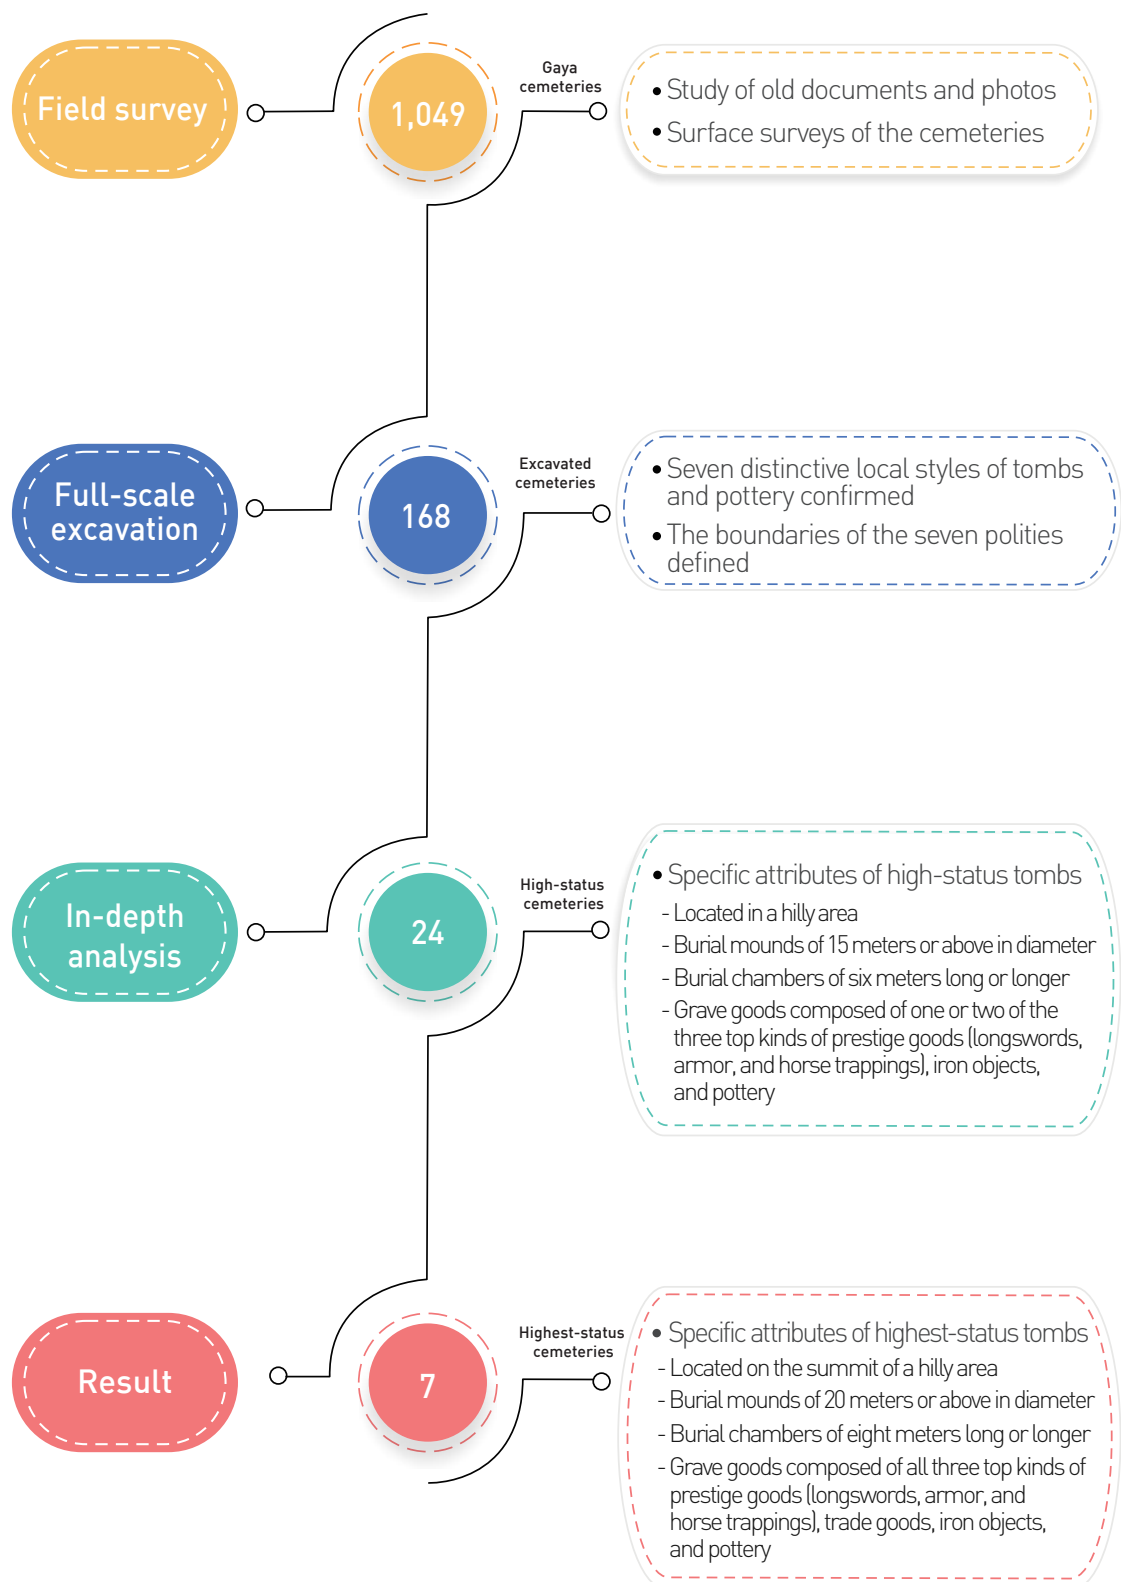 Field survey
1,049
Gaya
cemeteries
• Study of old documents and photos
• Surface surveys of the cemeteries
Full-scale
excavation
168
Excavated
cemeteries
• Seven distinctive local styles of tombs
and pottery confirmed
• The boundaries of the seven polities
defined
In-depth
analysis
24
High-status
cemeteries
• Specific attributes of high-status tombs
- Located in a hilly area
- Burial mounds of 15 meters or above in diameter
- Burial chambers of six meters long or longer
- Grave goods composed of one or two of the
three top kinds of prestige goods (longswords,
armor, and horse trappings), iron objects,
and pottery
Result
7
Highest-status
cemeteries
• Specific attributes of highest-status tombs
- Located on the summit of a hilly area
- Burial mounds of 20 meters or above in diameter
- Burial chambers of eight meters long or longer
- Grave goods composed of all three top kinds of
prestige goods (longswords, armor, and
horse trappings), trade goods, iron objects,
and pottery